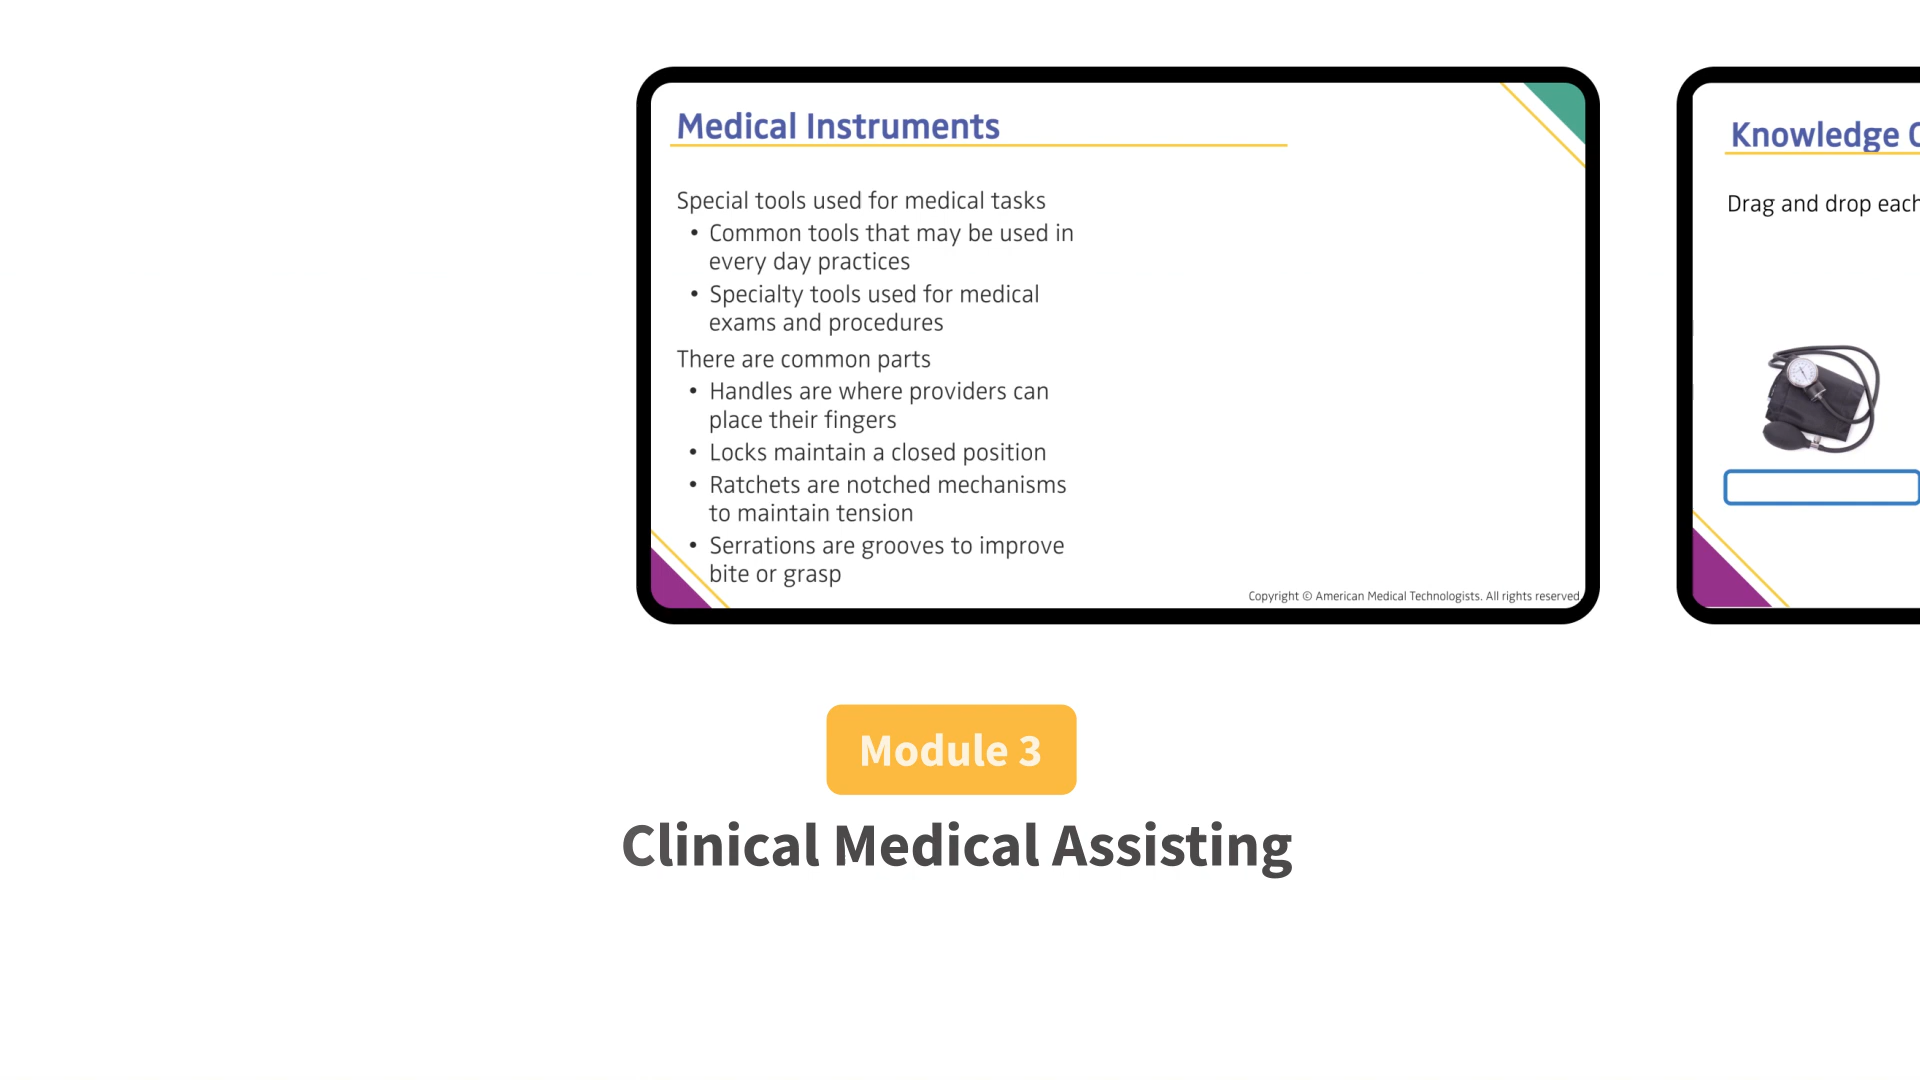 Medical Instruments
Special tools used for medical tasks
• Common tools that may be used in
every day practices
• Specialty tools used for medical
exams and procedures
There are common parts
• Handles are where providers can
place their fingers
• Locks maintain a closed position
• Ratchets are notched mechanisms
to maintain tension
• Serrations are grooves to improve
bite or grasp
Copyright © American Medical Technologists. All rights reserved
Knowledge
Drag and drop each
Module 3
Clinical Medical Assisting